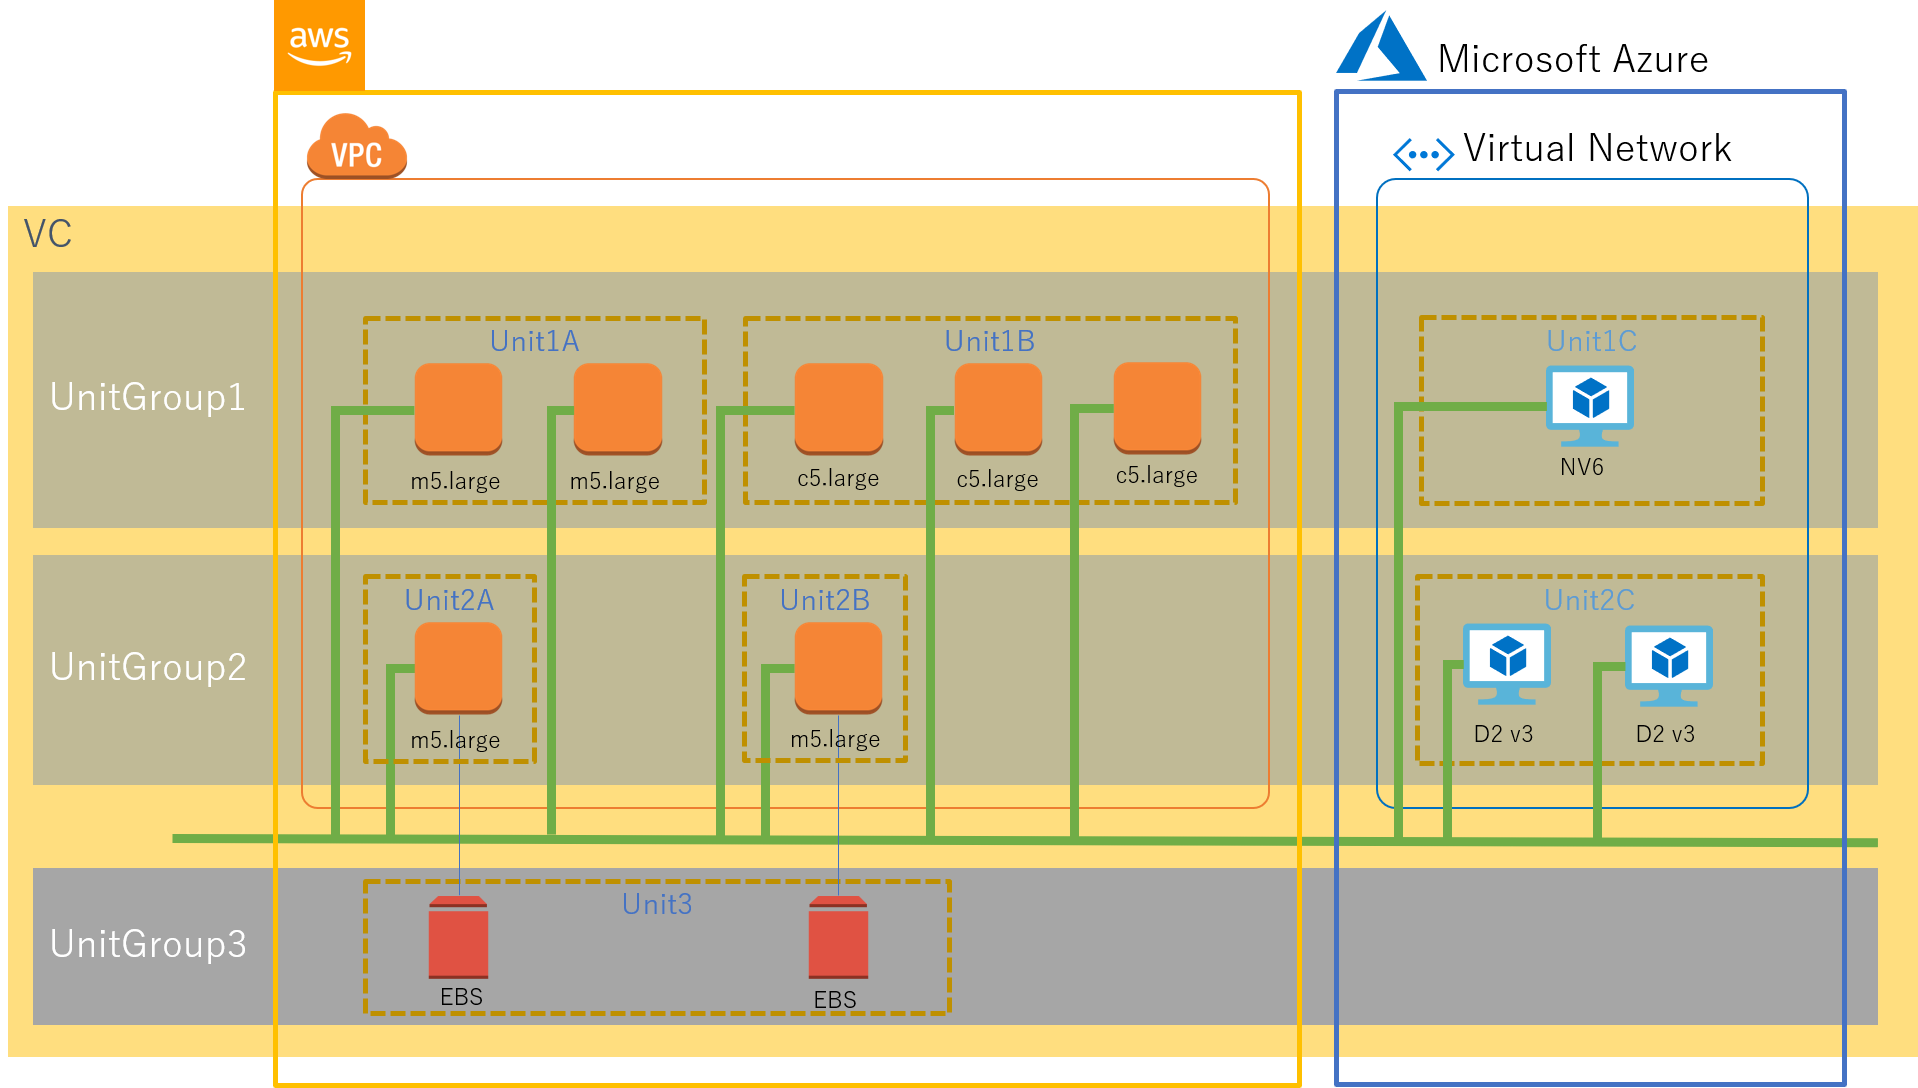 aws
Microsoft Azure
VPC
Virtual Network
VC
UnitGroup1
Unit1A
m5.large
m5.large
Unit1B
c5.large
c5.large
c5.large
Unit1C
NV6
UnitGroup2
Unit2A
m5.large
Unit2B
m5.large
Unit2C
D2 v3
D2 v3
UnitGroup3
Unit3
EBS
EBS